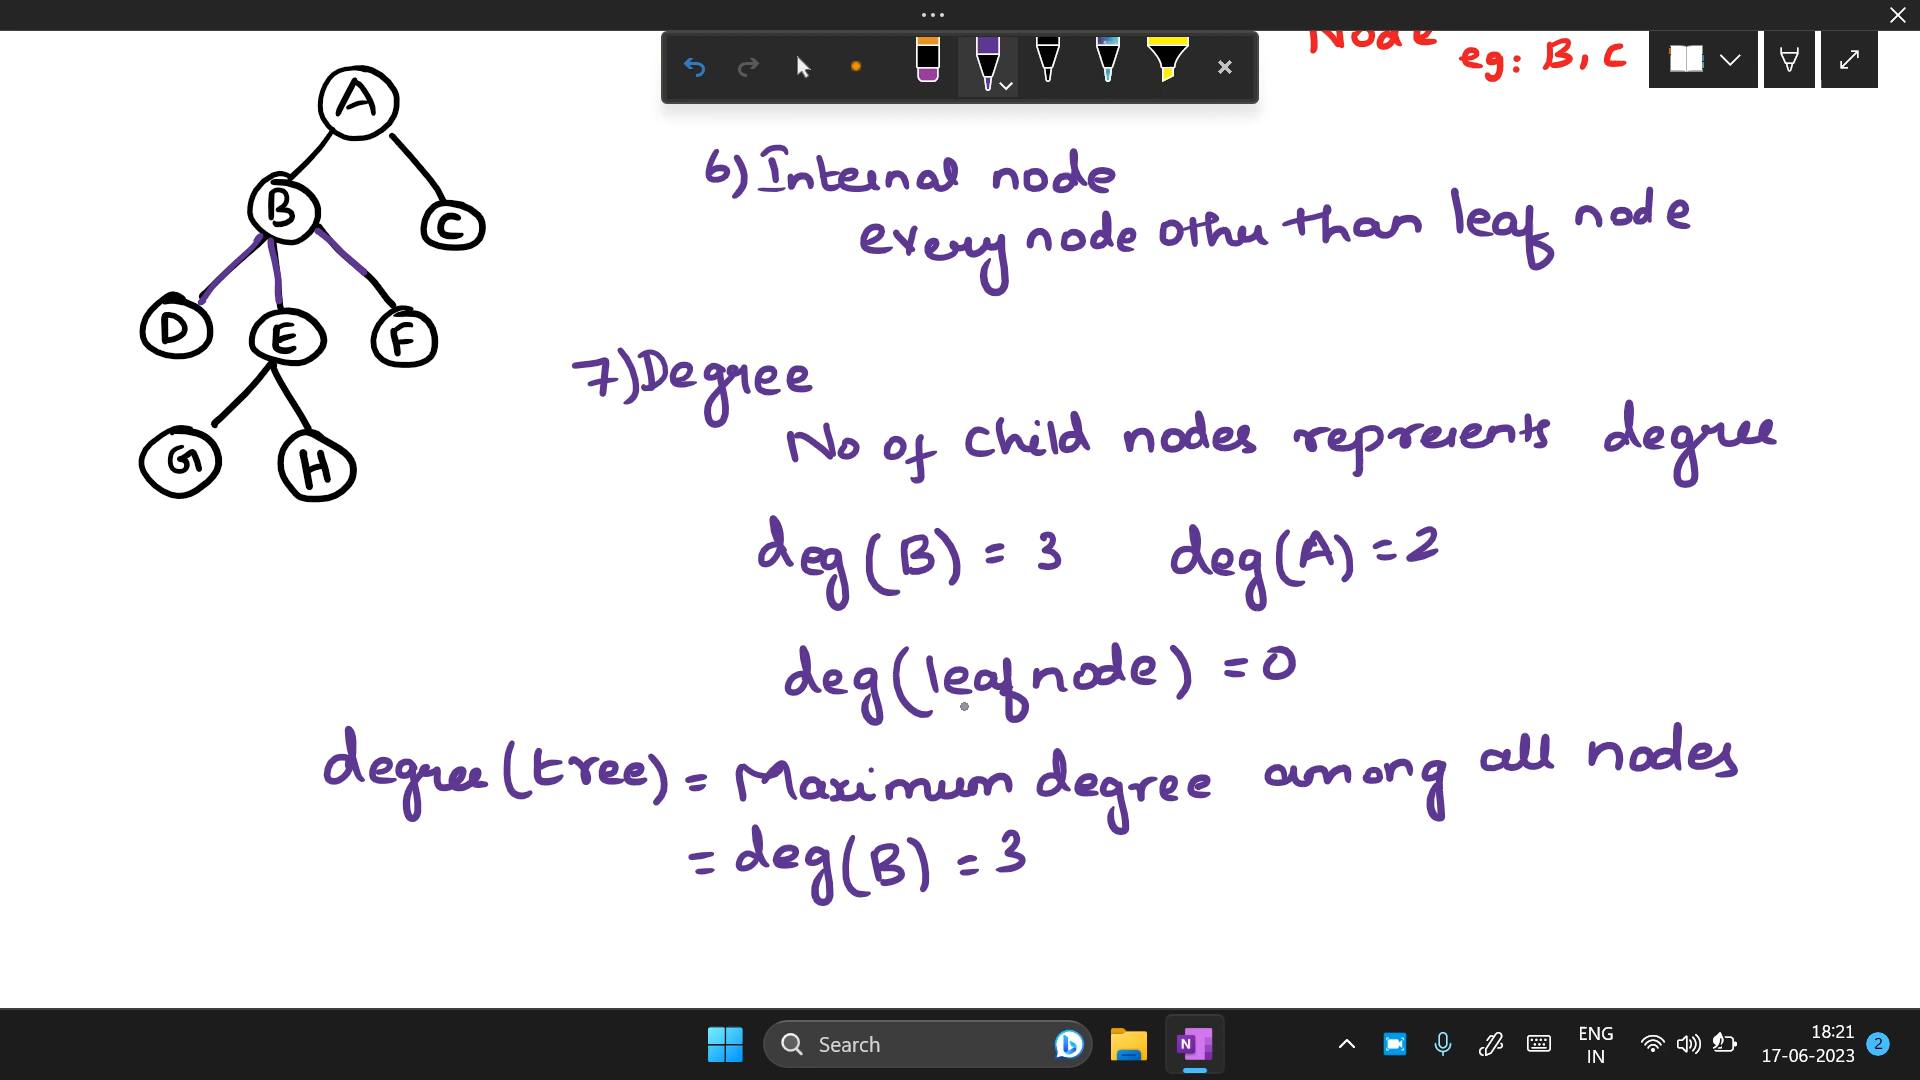 Node
eg: B, C
A
B
C
D
E
F
G
H
6) Internal node
every node other than leaf node
7) Degree
No of child nodes represents degree
deg(B) = 3 deg(A) = 2
deg(leaf node) = 0
degree(tree) = Maximum degree among all nodes
= deg(B) = 3
Search
ENG
IN
18:21
17-06-2023
2